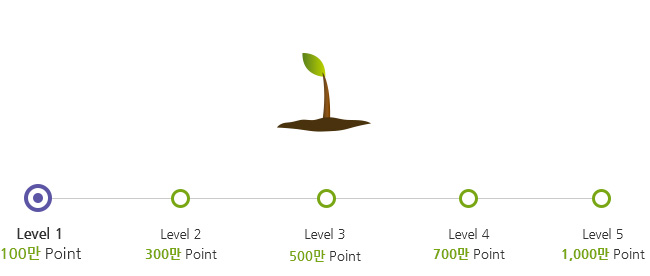 Level 1
100만 Point
Level 2
300만 Point
Level 3
500만 Point
Level 4
700만 Point
Level 5
1,000만 Point